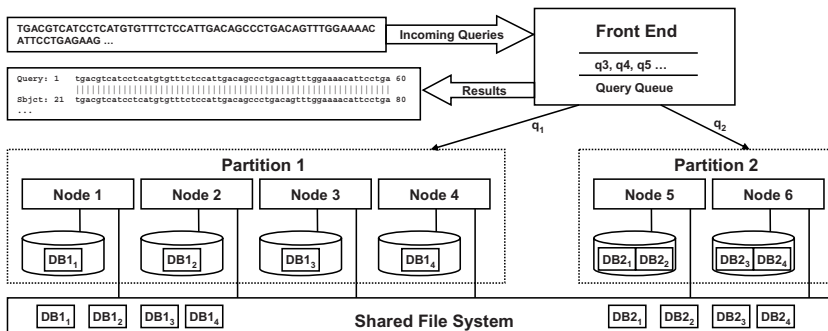 TGACGTCATCCTCATGTGTTTCTCCATTGACAGCCCTGACAGTTTGGAAAAC
ATTCCTGAGAAG ...
Incoming Queries
Front End
q3, q4, q5 ...
Query Queue
Query: 1 tgacgtcatcctcatgtgtttctccattgacagccctgacagtttggaaaacattcctga 60
||||||||||||||||||||||||||||||||||||||||||||||||||||||||||||
Sbjct: 21 tgacgtcatcctcatgtgtttctccattgacagccctgacagtttggaaaacattcctga 80
...
Results
q1
q2
Partition 1
Partition 2
Node 1
Node 2
Node 3
Node 4
Node 5
Node 6
DB1₁
DB1₂
DB1₃
DB1₄
DB2₁
DB2₂
DB2₃
DB2₄
DB1₁
DB1₂
DB1₃
DB1₄
Shared File System
DB2₁
DB2₂
DB2₃
DB2₄